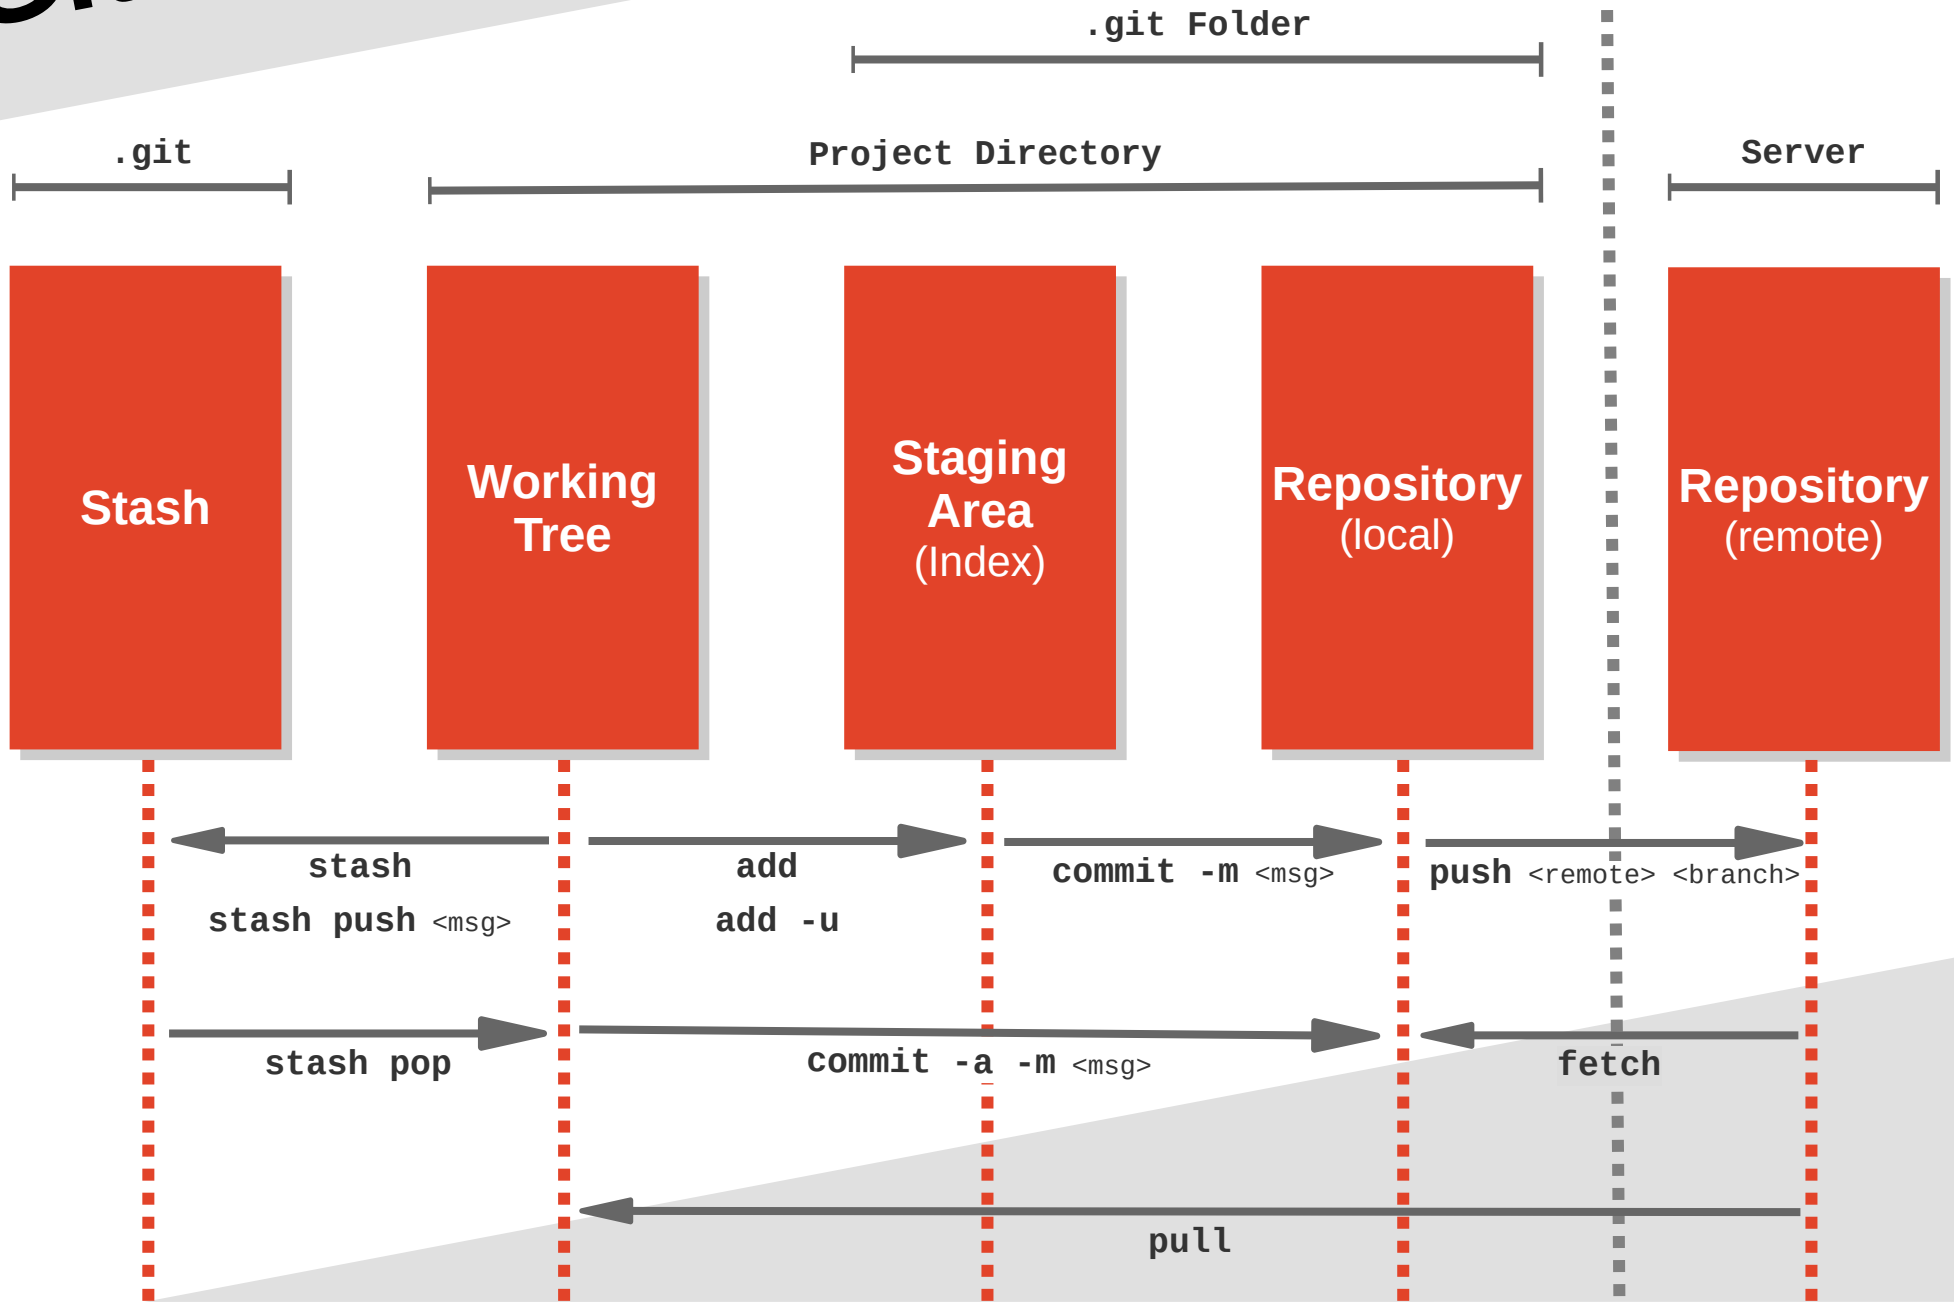 .git Folder
.git
Project Directory
Server
Stash
Working
Tree
Staging
Area
(Index)
Repository
(local)
Repository
(remote)
stash
stash push <msg>
add
add -u
commit -m <msg>
push <remote> <branch>
stash pop
commit -a -m <msg>
fetch
pull